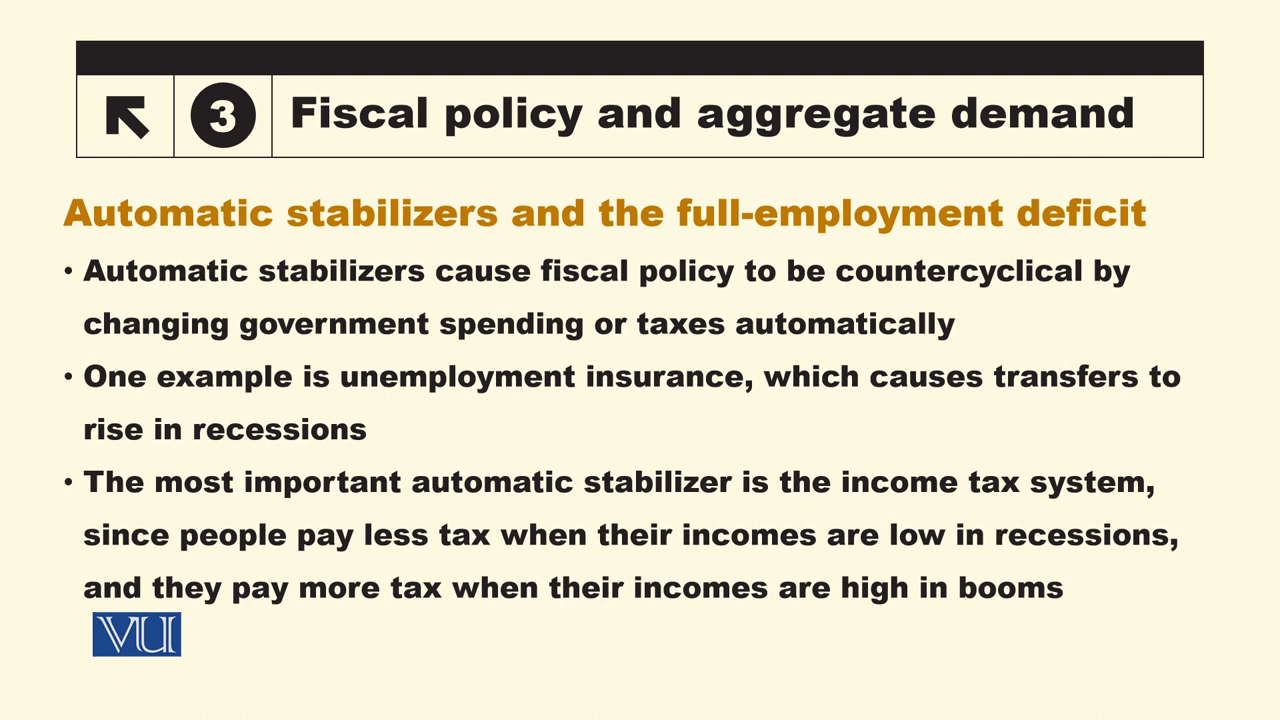 3 Fiscal policy and aggregate demand
Automatic stabilizers and the full-employment deficit
• Automatic stabilizers cause fiscal policy to be countercyclical by
changing government spending or taxes automatically
• One example is unemployment insurance, which causes transfers to
rise in recessions
• The most important automatic stabilizer is the income tax system,
since people pay less tax when their incomes are low in recessions,
and they pay more tax when their incomes are high in booms
VU